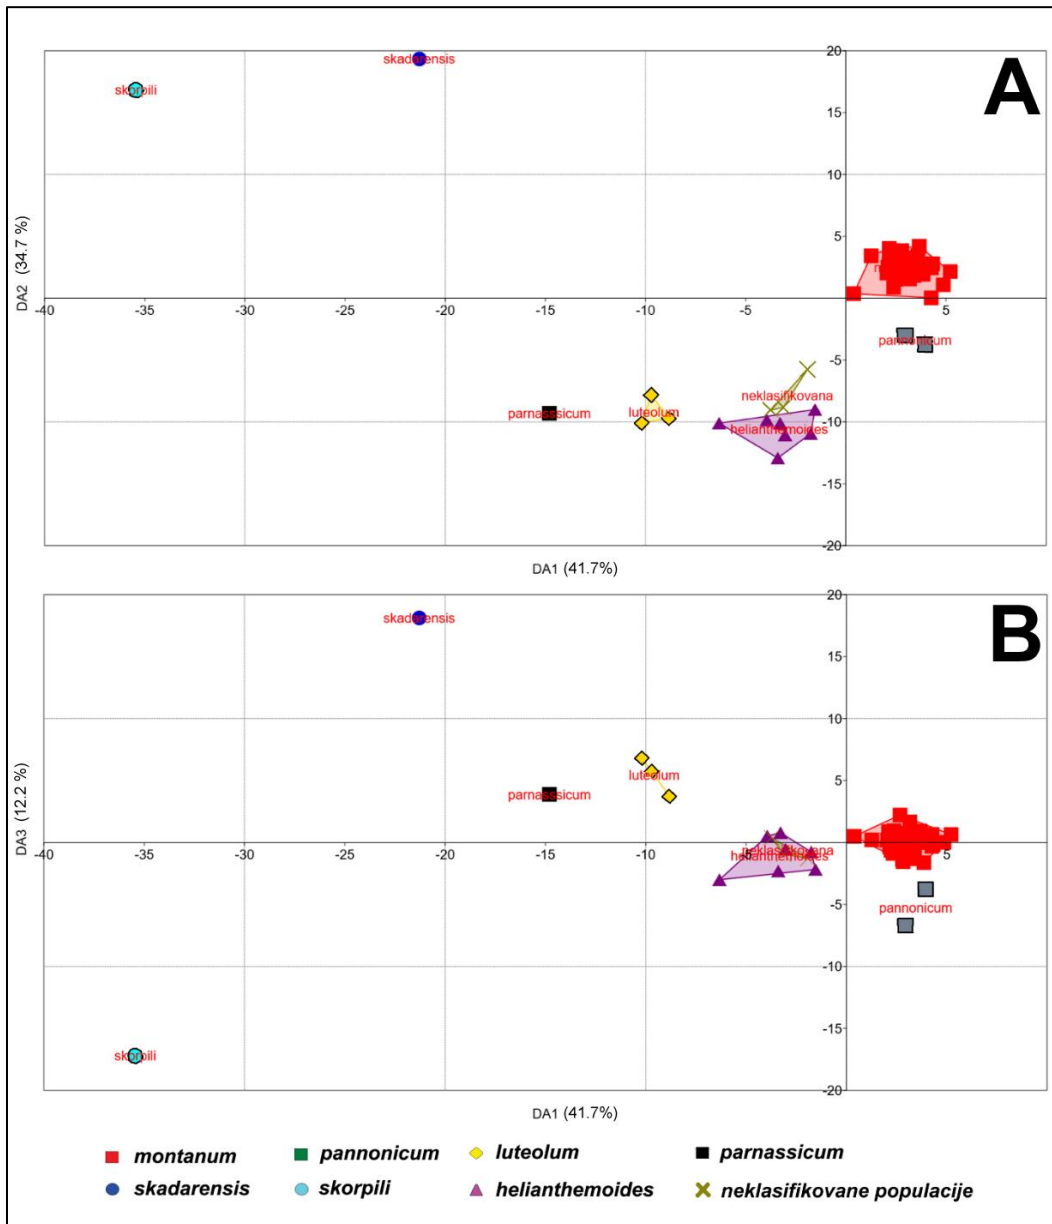 A
20
15
10
5
-5
-10
-15
-20
-40
-35
-30
-25
-20
-15
-10
-5
5
skadarensis
skorpili
pannonicum
neklasifikovana
parnasssicum
luteolum
helianthemoides
DA2 (34.7 %)
DA1 (41.7%)
B
20
15
10
5
-5
-10
-15
-20
-40
-35
-30
-25
-20
-15
-10
-5
5
skadarensis
luteolum
parnasssicum
neklasifikovana
helianthemoides
pannonicum
skorpili
DA3 (12.2 %)
DA1 (41.7%)
montanum pannonicum luteolum parnassicum
skadarensis skorpili helianthemoides neklasifikovane populacije